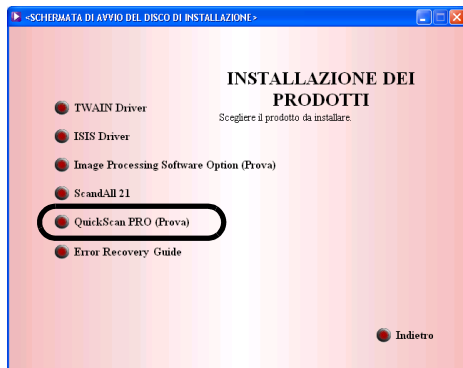 <SCHERMATA DI AVVIO DEL DISCO DI INSTALLAZIONE>
INSTALLAZIONE DEI
PRODOTTI
Scegliere il prodotto da installare.
TWAIN Driver
ISIS Driver
Image Processing Software Option (Prova)
ScandAll 21
QuickScan PRO (Prova)
Error Recovery Guide
Indietro